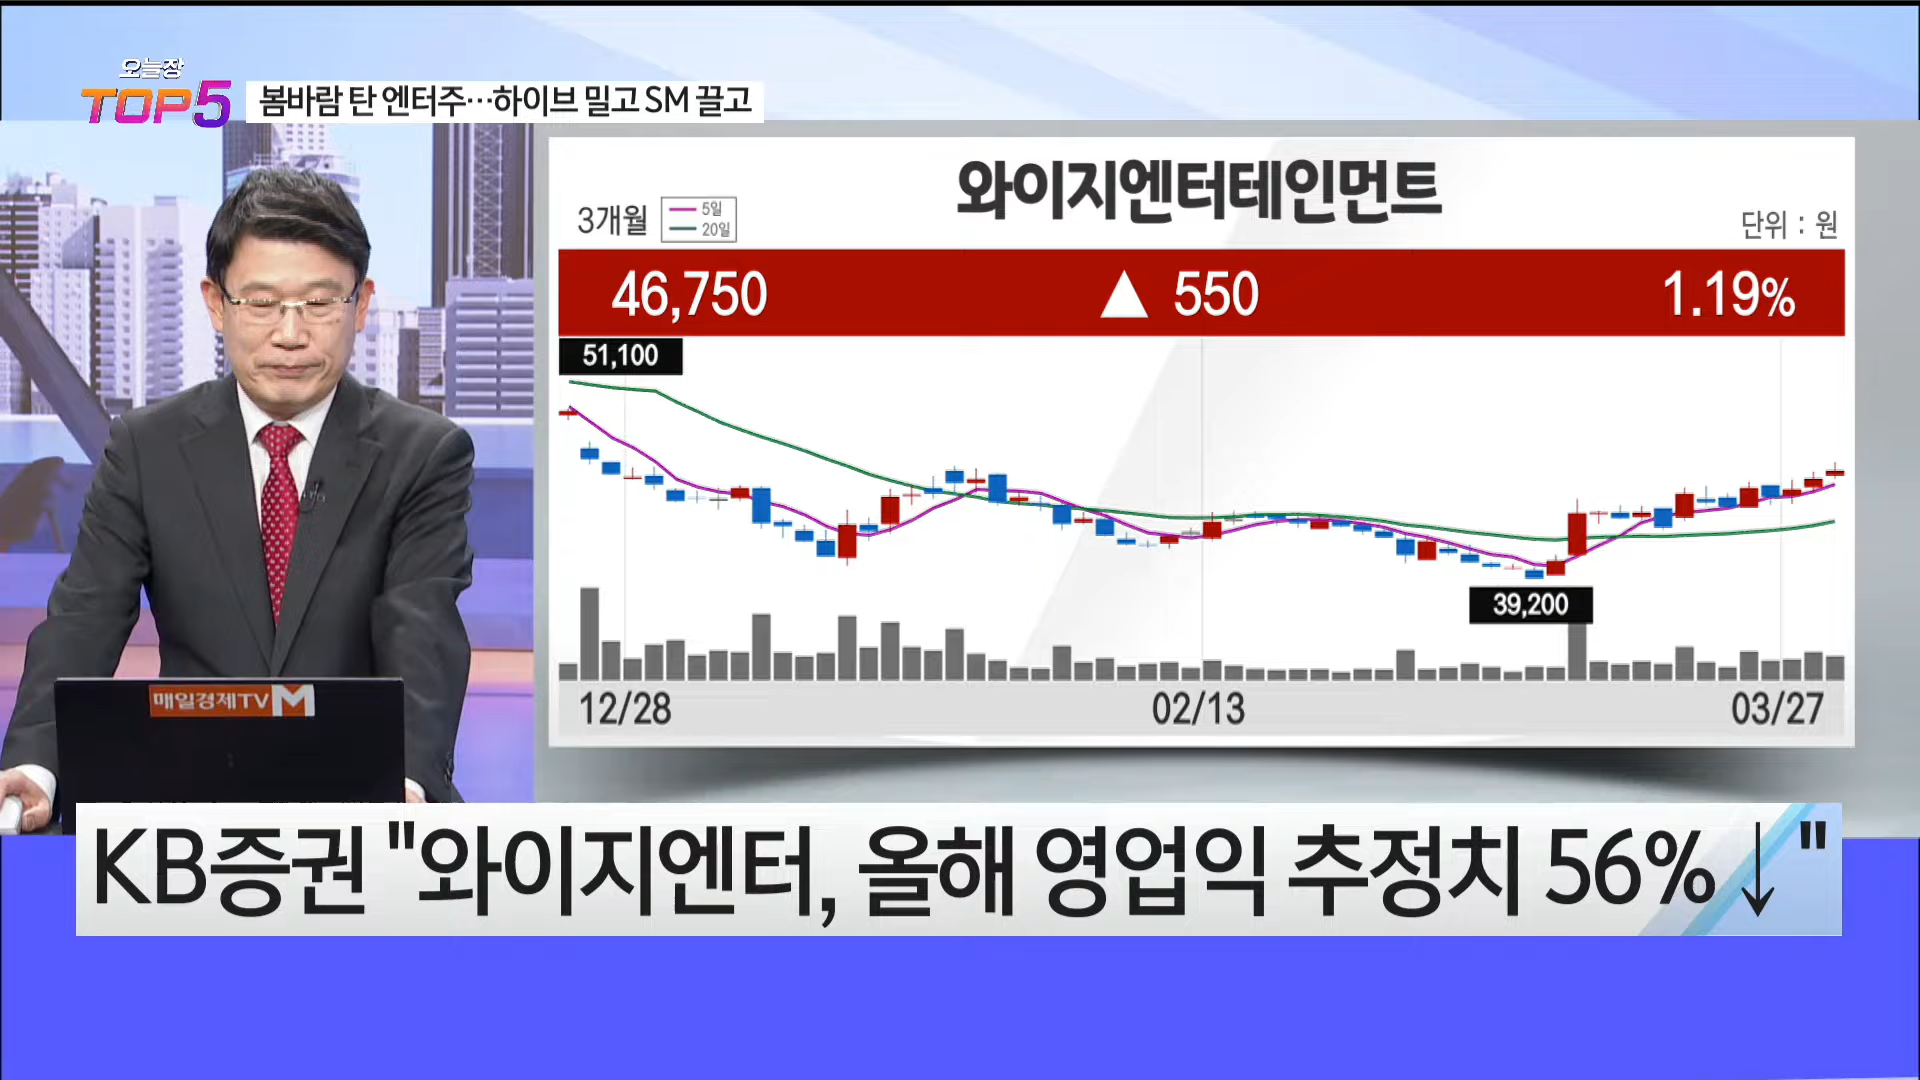 오늘장
TOP5
봄바람 탄 엔터주…하이브 밀고 SM 끌고
와이지엔터테인먼트
3개월
5일
20일
단위 : 원
46,750 ▲ 550 1.19%
51,100
39,200
12/28 02/13 03/27
매일경제TV M
KB증권 "와이지엔터, 올해 영업익 추정치 56%↓"